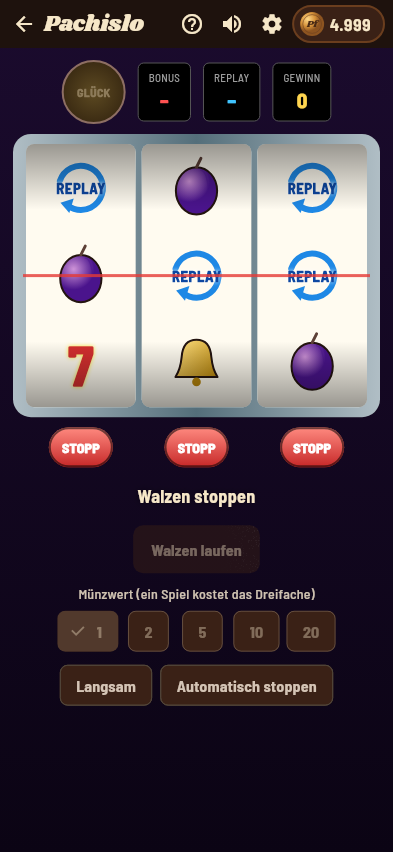 Pachislo
Pf 4.999
GLÜCK
BONUS
-
REPLAY
-
GEWINN
0
REPLAY REPLAY
REPLAY REPLAY
7
STOPP STOPP STOPP
Walzen stoppen
Walzen laufen
Münzwert (ein Spiel kostet das Dreifache)
1 2 5 10 20
Langsam Automatisch stoppen